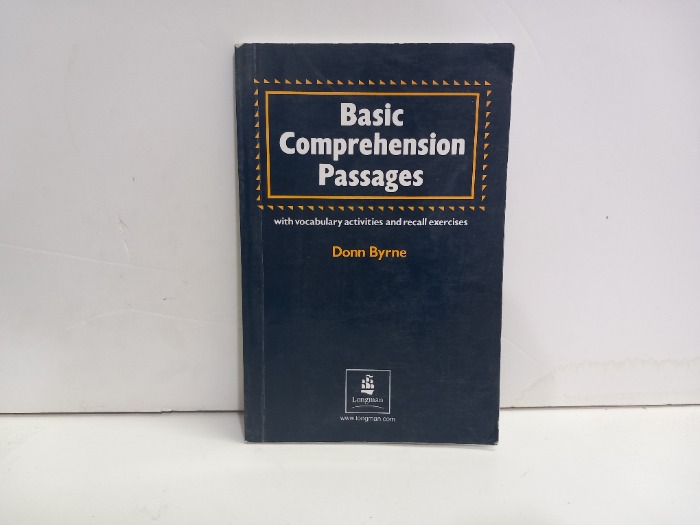 Basic
Comprehension
Passages
with vocabulary activities and recall exercises
Donn Byrne
Longman
www.longman.com